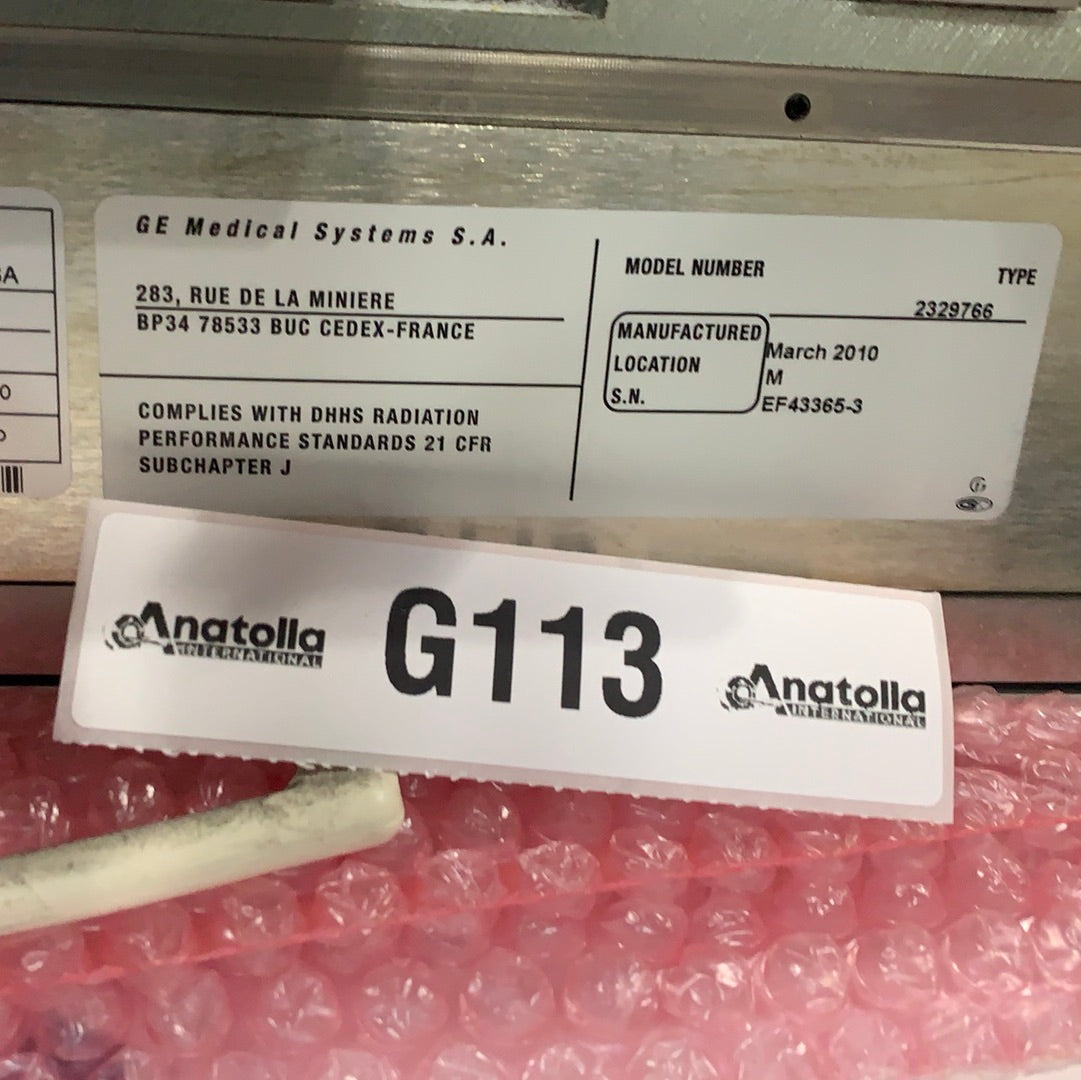 GE Medical Systems S.A.
283, RUE DE LA MINIERE
BP34 78533 BUC CEDEX-FRANCE
COMPLIES WITH DHHS RADIATION
PERFORMANCE STANDARDS 21 CFR
SUBCHAPTER J
MODEL NUMBER TYPE
2329766
MANUFACTURED March 2010
LOCATION M
S.N. EF43365-3
Anatolla
INTERNATIONAL
G113
Anatolla
INTERNATIONAL